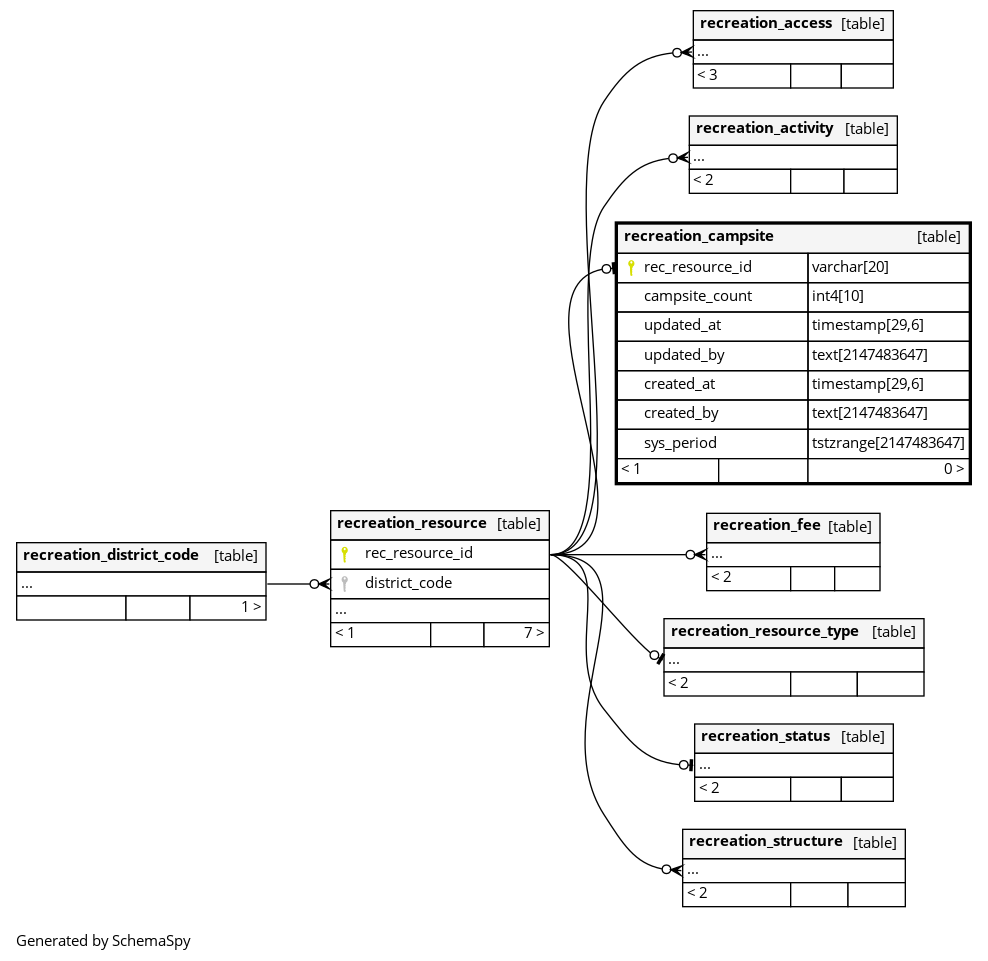 recreation_access [table]
...
< 3
recreation_activity [table]
...
< 2
recreation_campsite [table]
rec_resource_id varchar[20]
campsite_count int4[10]
updated_at timestamp[29,6]
updated_by text[2147483647]
created_at timestamp[29,6]
created_by text[2147483647]
sys_period tstzrange[2147483647]
< 1 0 >
recreation_district_code [table]
...
1 >
recreation_resource [table]
rec_resource_id
district_code
...
< 1 7 >
recreation_fee [table]
...
< 2
recreation_resource_type [table]
...
< 2
recreation_status [table]
...
< 2
recreation_structure [table]
...
< 2
Generated by SchemaSpy